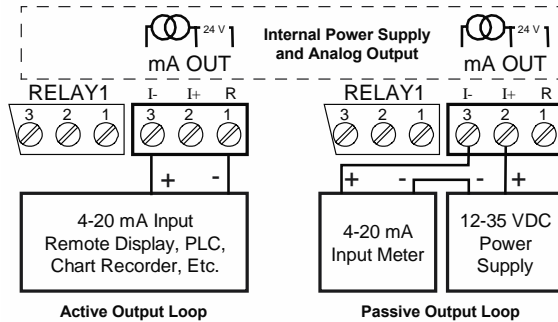 24 V
Internal Power Supply
and Analog Output
24 V
mA OUT
mA OUT
RELAY1
I- I+ R
3 2 1
3 2 1
+ -
4-20 mA Input
Remote Display, PLC,
Chart Recorder, Etc.
Active Output Loop
RELAY1
I- I+ R
3 2 1
3 2 1
+ - - +
4-20 mA
Input Meter
12-35 VDC
Power
Supply
Passive Output Loop